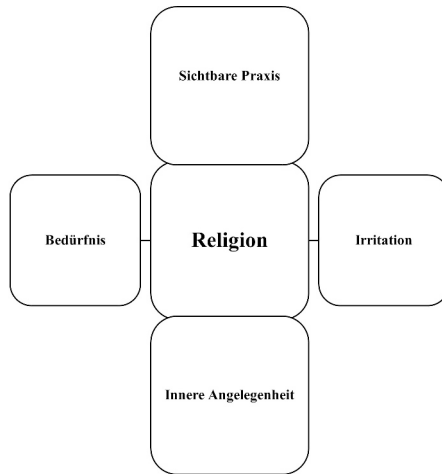 Sichtbare Praxis
Bedürfnis
Religion
Irritation
Innere Angelegenheit